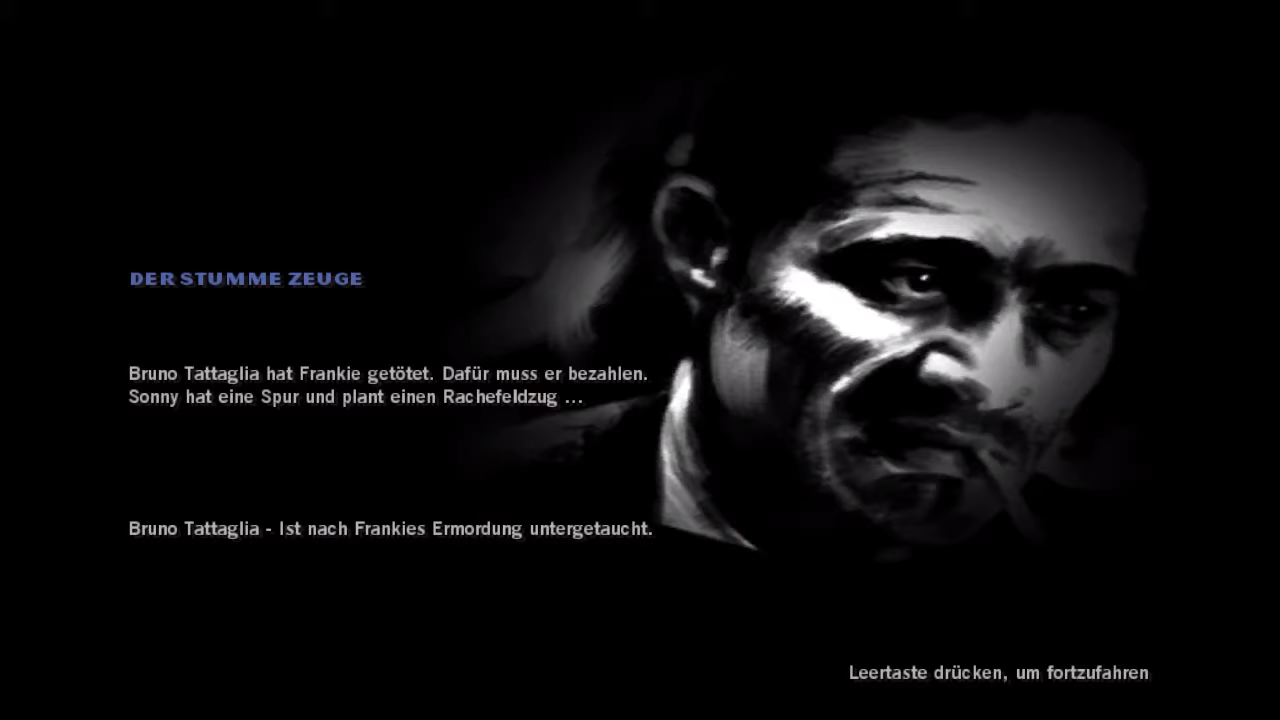 DER STUMME ZEUGE
Bruno Tattaglia hat Frankie getötet. Dafür muss er bezahlen.
Sonny hat eine Spur und plant einen Rachefeldzug ...
Bruno Tattaglia - Ist nach Frankies Ermordung untergetaucht.
Leertaste drücken, um fortzufahren